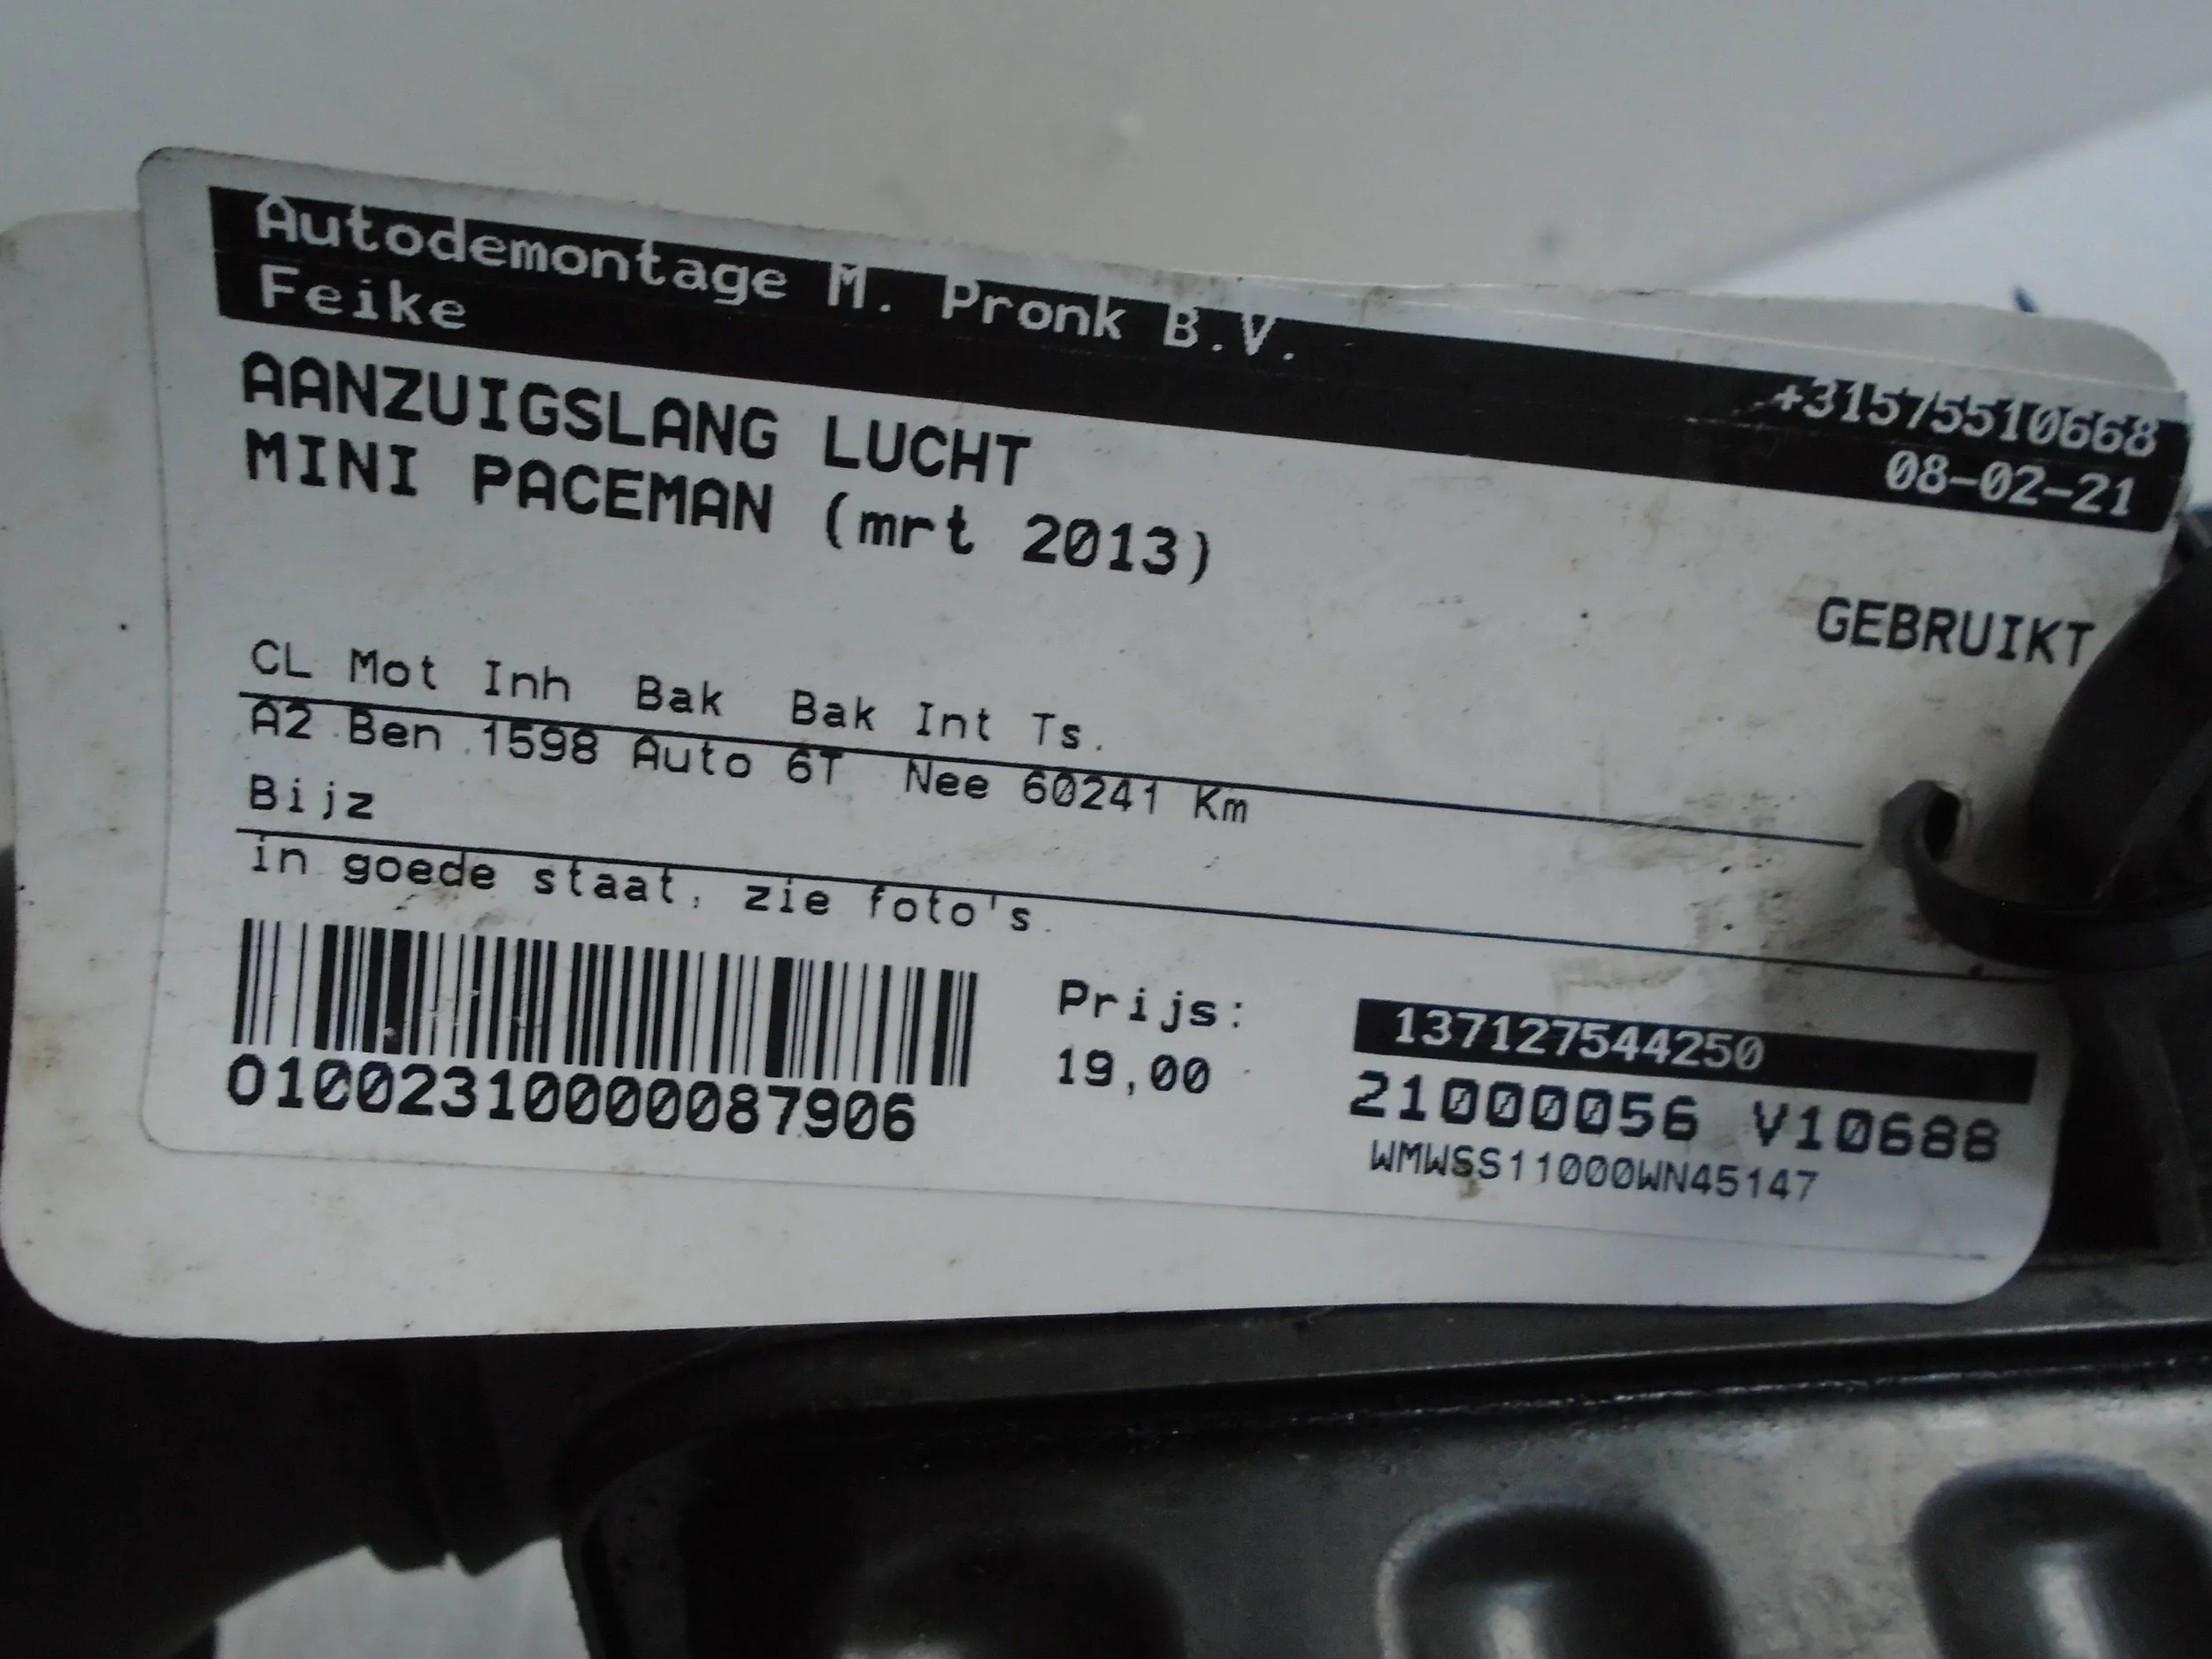 Autodemontage M. Pronk B.V.
+31575510668
Feike
08-02-21
AANZUIGSLANG LUCHT
MINI PACEMAN (mrt 2013)
GEBRUIKT
CL Mot Inh Bak Bak Int Ts.
A2 Ben 1598 Auto 6T Nee 60241 Km
Bijz
in goede staat, zie foto's.
Prijs:
19,00
01002310000087906
137127544250
21000056 V10688
WMWSS11000WN45147